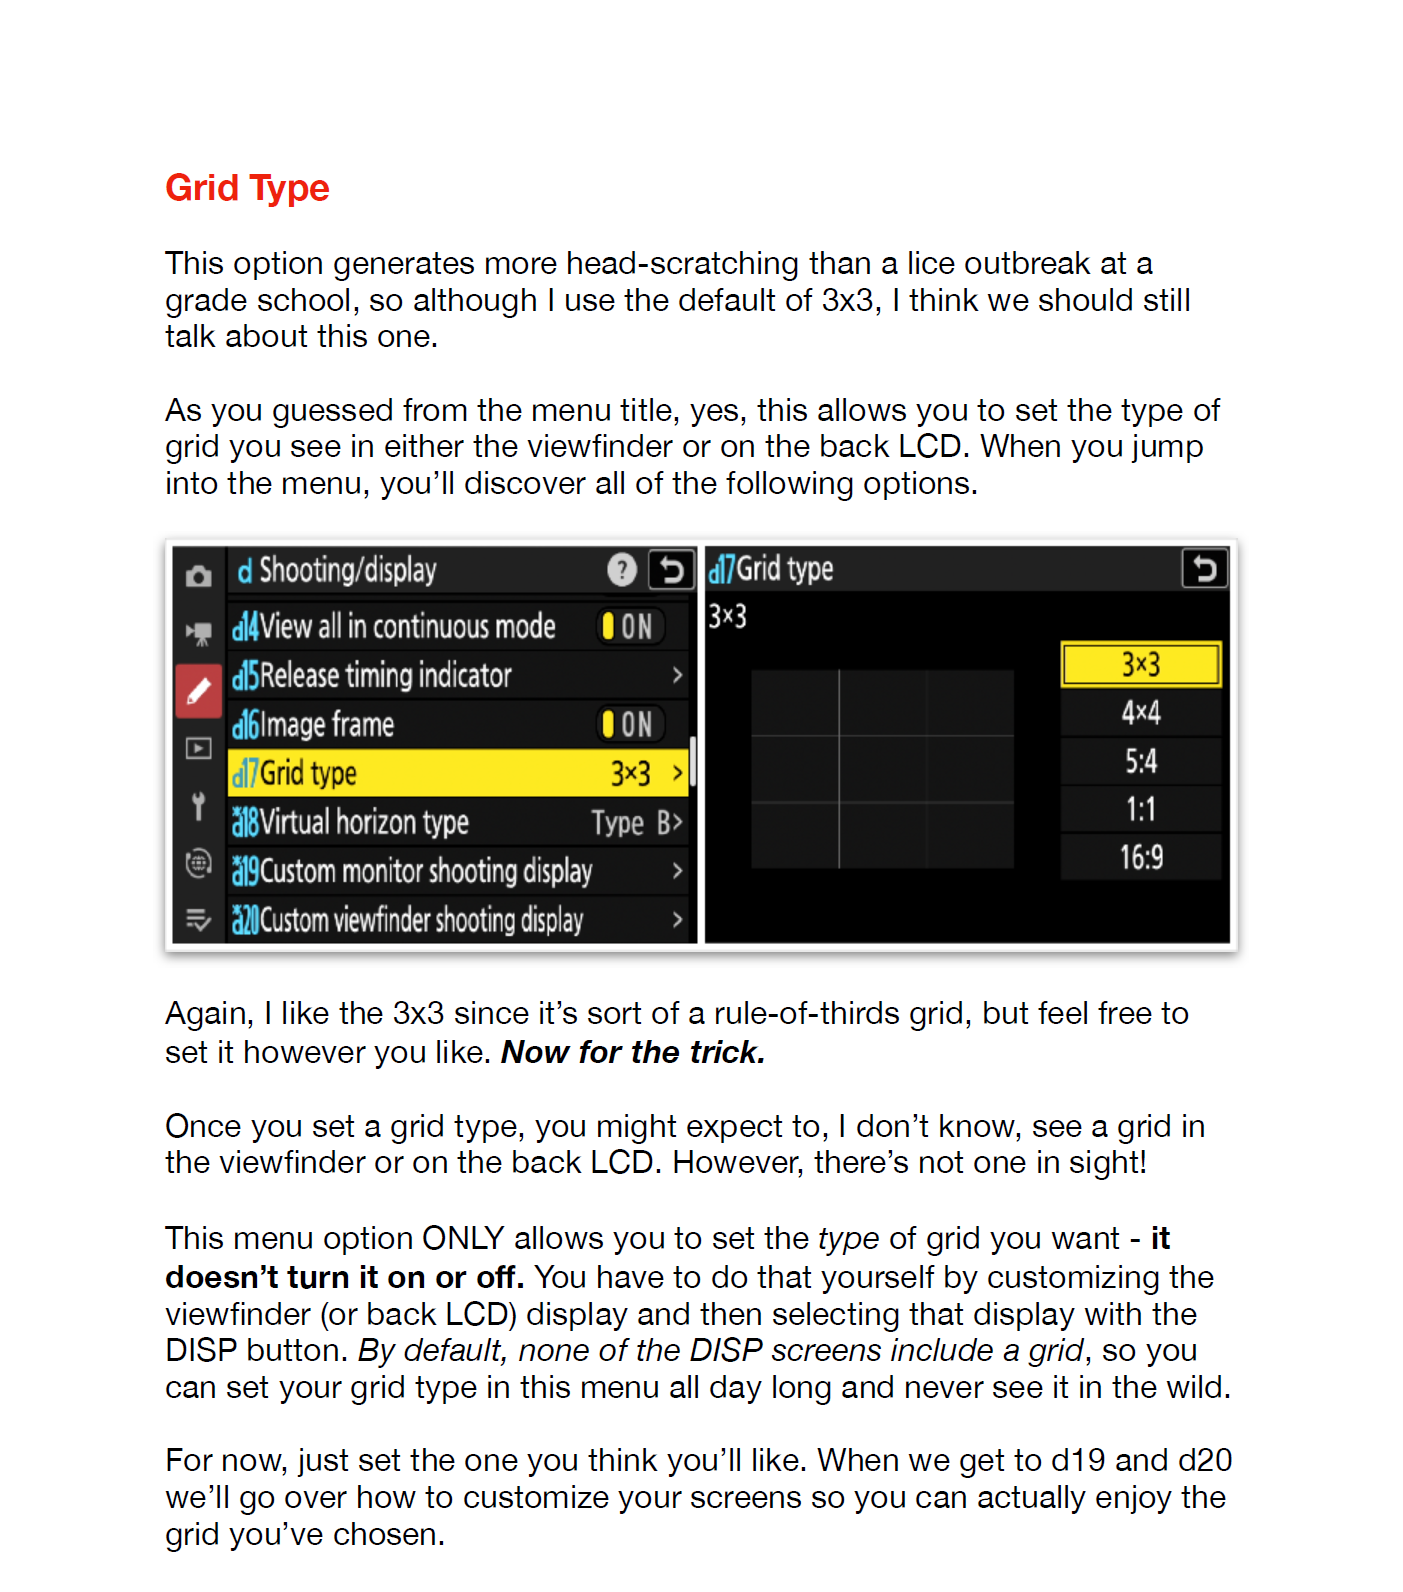 Grid Type
This option generates more head-scratching than a lice outbreak at a
grade school, so although I use the default of 3x3, I think we should still
talk about this one.
As you guessed from the menu title, yes, this allows you to set the type of
grid you see in either the viewfinder or on the back LCD. When you jump
into the menu, you’ll discover all of the following options.
d Shooting/display ?
d14 View all in continuous mode ON
d15 Release timing indicator >
d16 Image frame ON
d17 Grid type 3×3 >
*d18 Virtual horizon type Type B>
*d19 Custom monitor shooting display >
*d20 Custom viewfinder shooting display >
d17 Grid type
3×3
3×3
4×4
5:4
1:1
16:9
Again, I like the 3x3 since it’s sort of a rule-of-thirds grid, but feel free to
set it however you like. Now for the trick.
Once you set a grid type, you might expect to, I don’t know, see a grid in
the viewfinder or on the back LCD. However, there’s not one in sight!
This menu option ONLY allows you to set the type of grid you want - it
doesn’t turn it on or off. You have to do that yourself by customizing the
viewfinder (or back LCD) display and then selecting that display with the
DISP button. By default, none of the DISP screens include a grid, so you
can set your grid type in this menu all day long and never see it in the wild.
For now, just set the one you think you’ll like. When we get to d19 and d20
we’ll go over how to customize your screens so you can actually enjoy the
grid you’ve chosen.